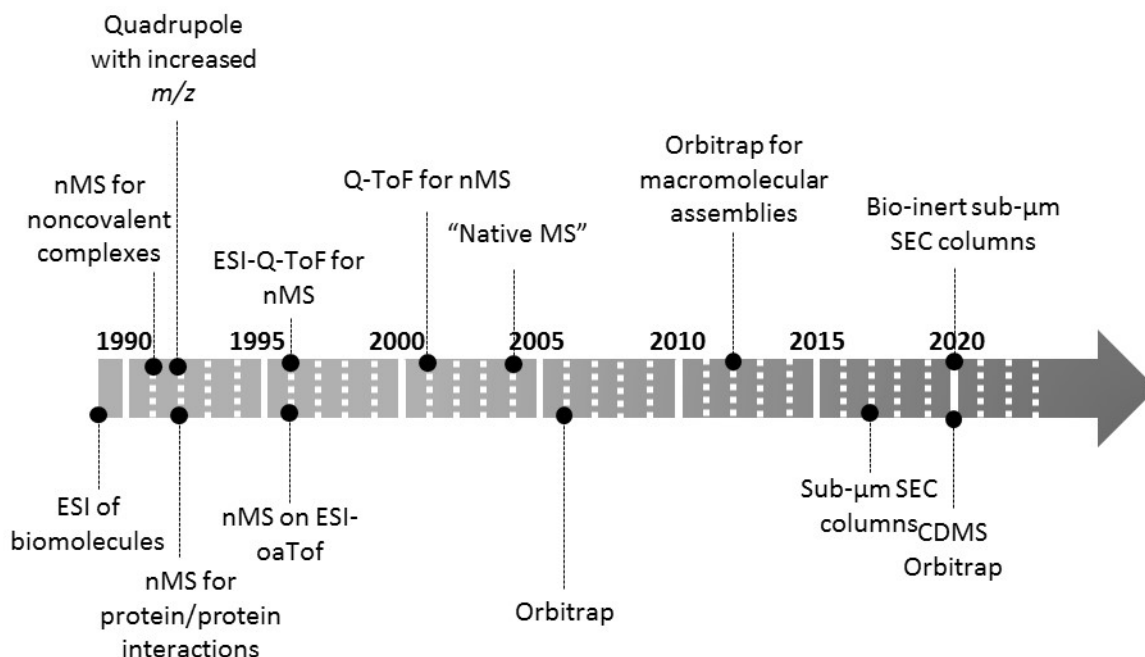 Quadrupole
with increased
m/z
nMS for
noncovalent
complexes
ESI-Q-ToF for
nMS
Q-ToF for nMS
“Native MS”
Orbitrap for
macromolecular
assemblies
Bio-inert sub-µm
SEC columns
1990
1995
2000
2005
2010
2015
2020
ESI of
biomolecules
nMS for
protein/protein
interactions
nMS on ESI-
oaTof
Orbitrap
Sub-µm SEC
columns
CDMS
Orbitrap